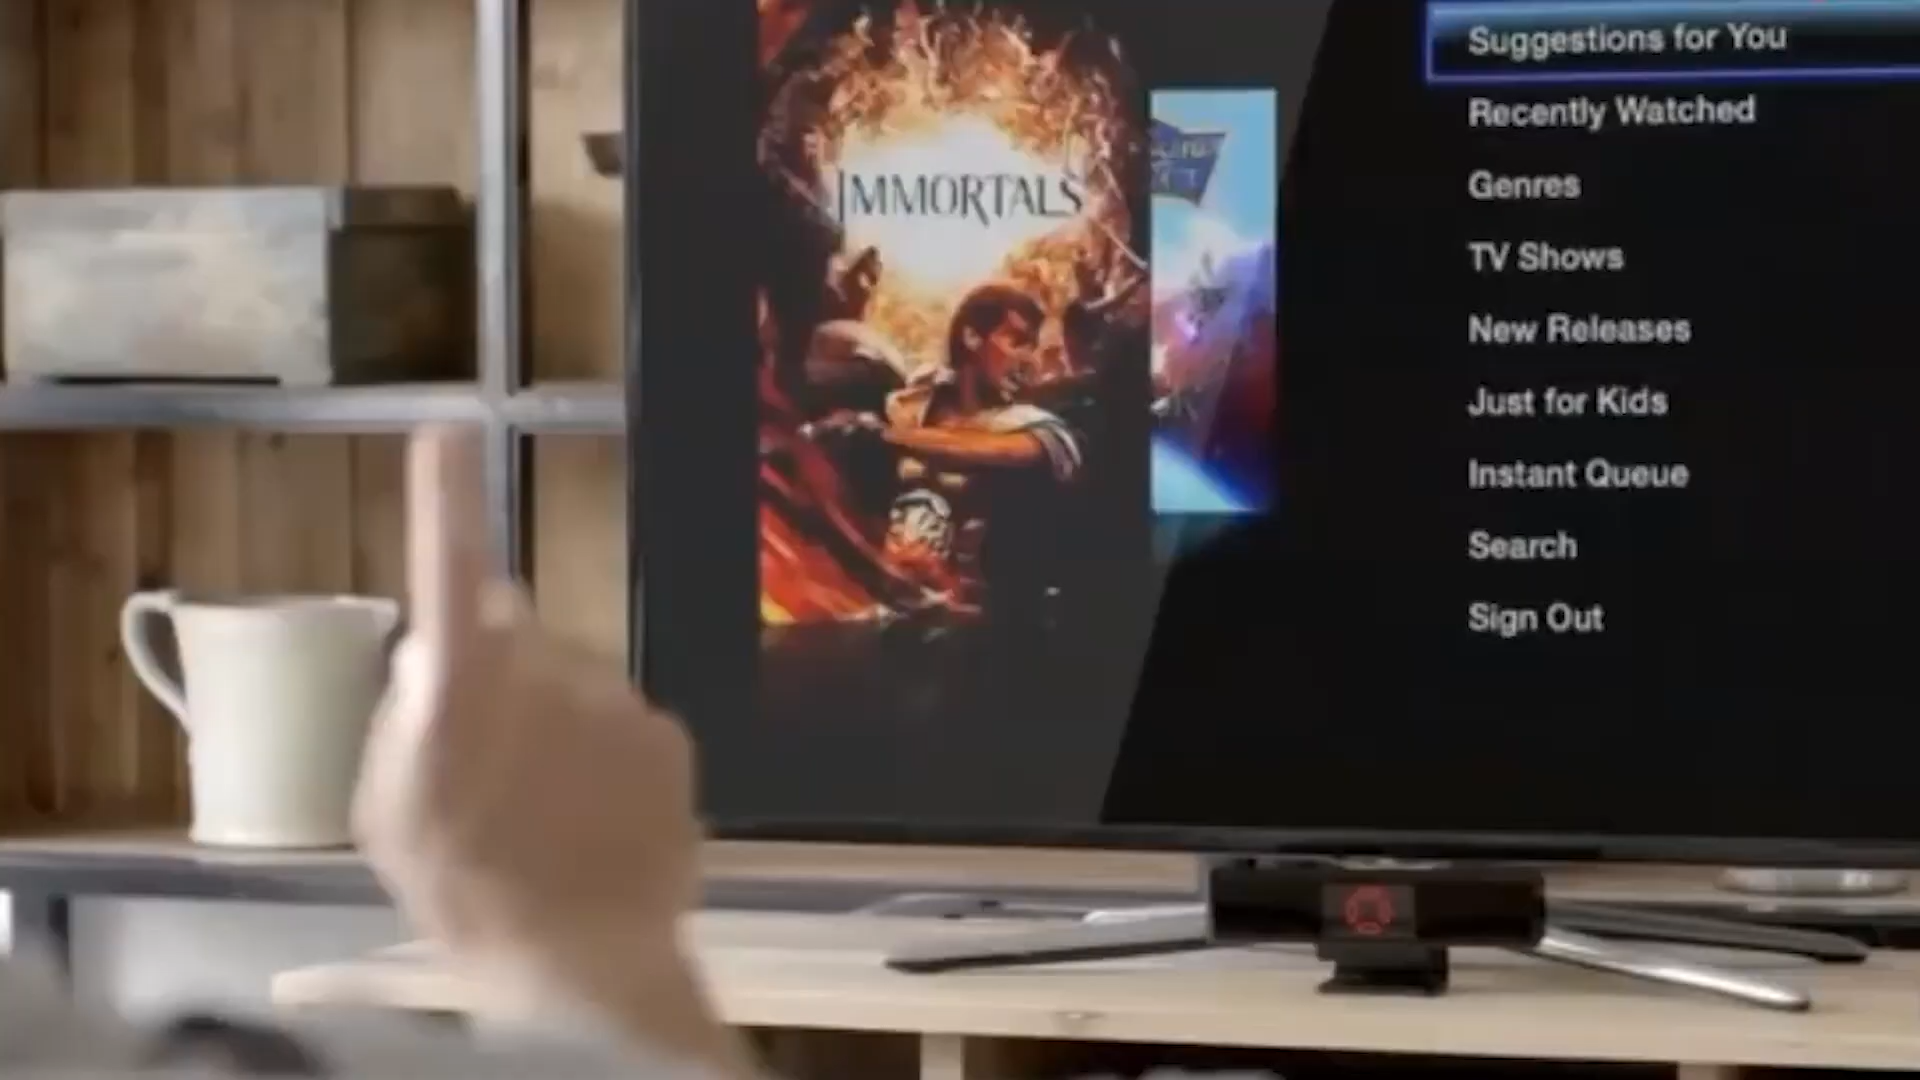 IMMORTALS
Suggestions for You
Recently Watched
Genres
TV Shows
New Releases
Just for Kids
Instant Queue
Search
Sign Out